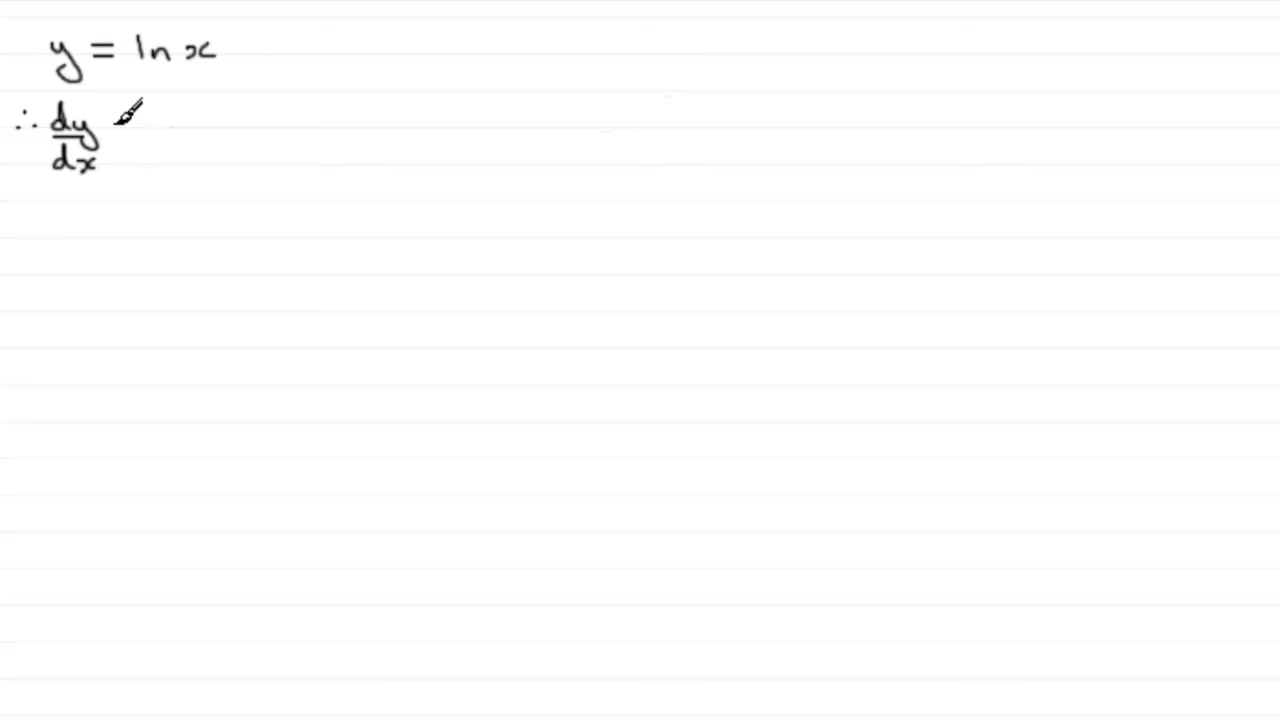 y = ln x
∴ dy/dx